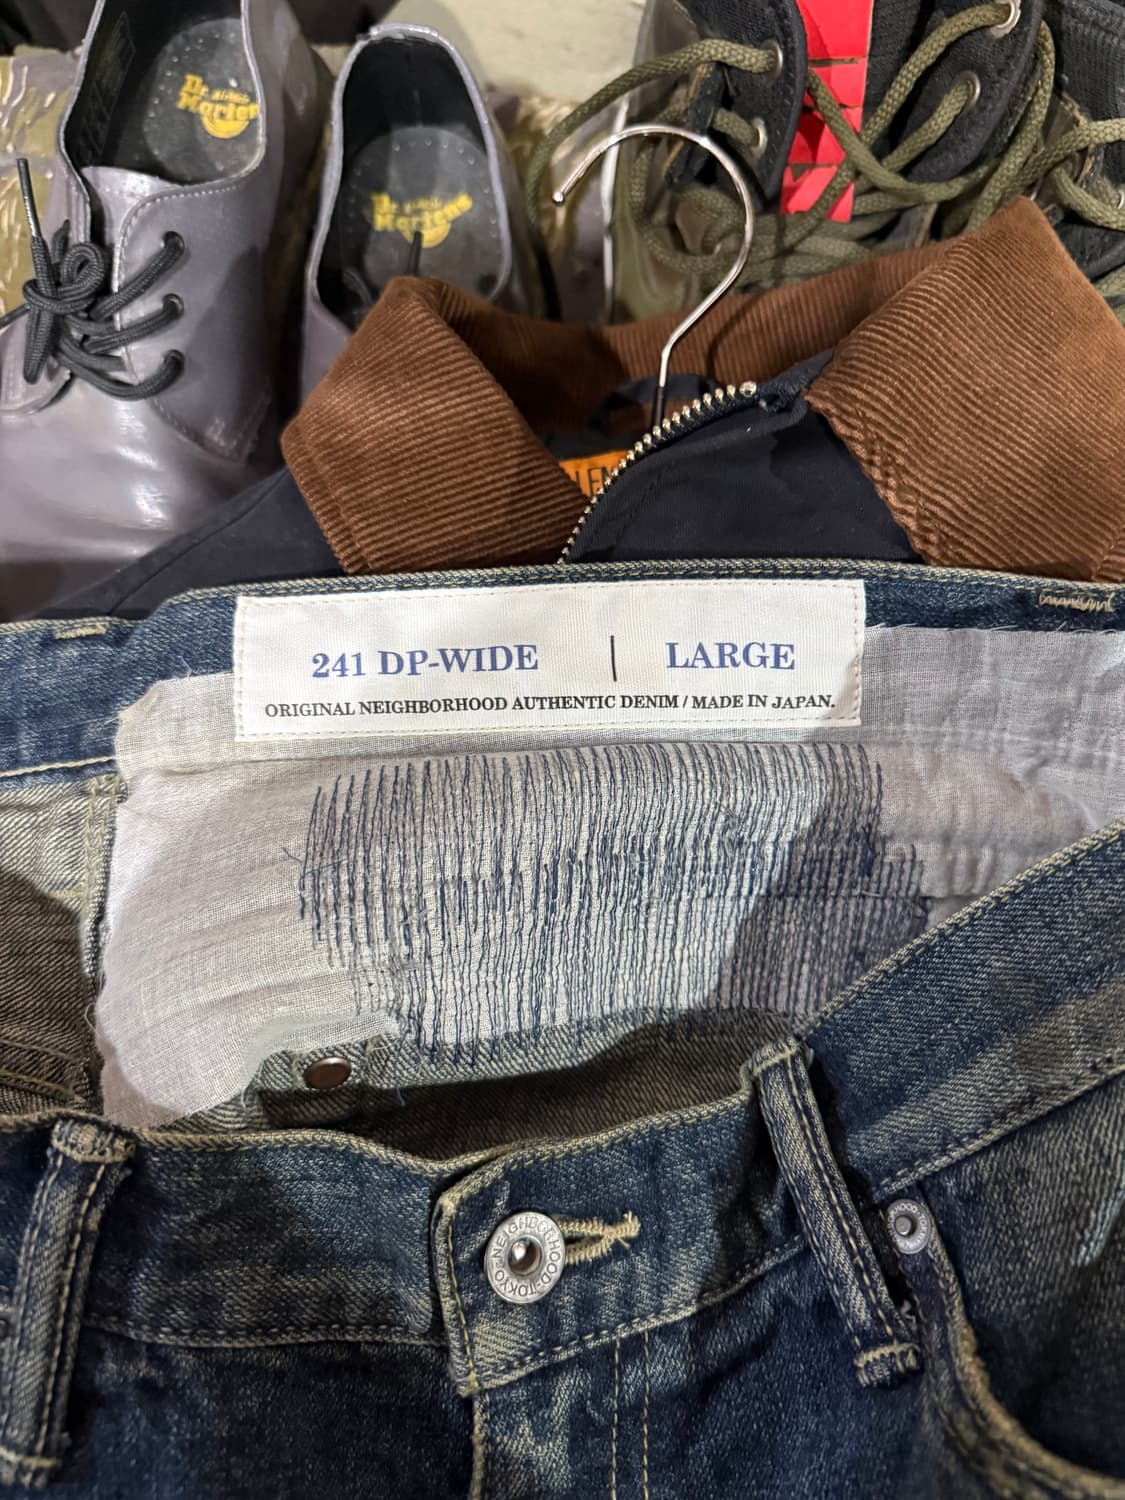 Dr.
Martens
Dr.
Martens
241 DP-WIDE | LARGE
ORIGINAL NEIGHBORHOOD AUTHENTIC DENIM / MADE IN JAPAN.
NEIGHBORHOOD
TOKYO